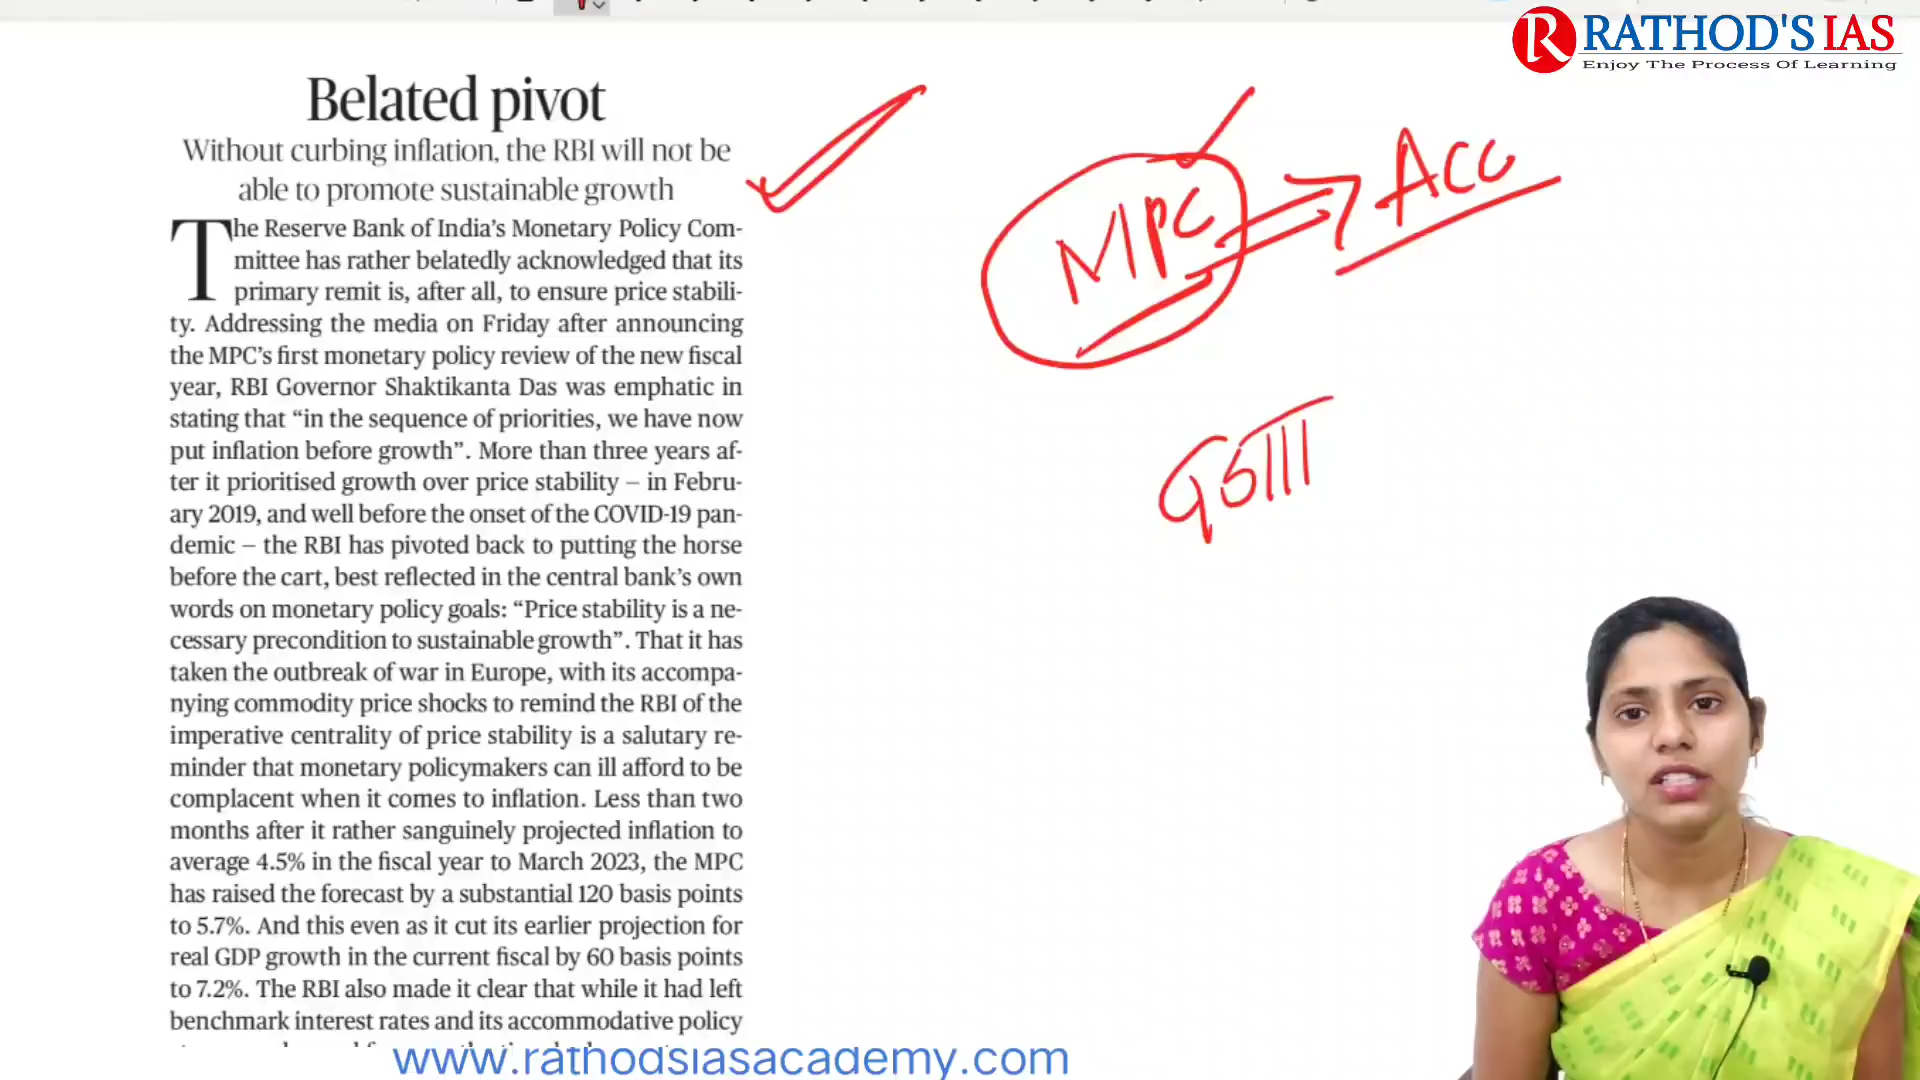 RATHOD'S IAS
Enjoy The Process Of Learning
Belated pivot
Without curbing inflation, the RBI will not be
able to promote sustainable growth
The Reserve Bank of India's Monetary Policy Com-
mittee has rather belatedly acknowledged that its
primary remit is, after all, to ensure price stabili-
ty. Addressing the media on Friday after announcing
the MPC's first monetary policy review of the new fiscal
year, RBI Governor Shaktikanta Das was emphatic in
stating that “in the sequence of priorities, we have now
put inflation before growth”. More than three years af-
ter it prioritised growth over price stability – in Febru-
ary 2019, and well before the onset of the COVID-19 pan-
demic – the RBI has pivoted back to putting the horse
before the cart, best reflected in the central bank's own
words on monetary policy goals: “Price stability is a ne-
cessary precondition to sustainable growth”. That it has
taken the outbreak of war in Europe, with its accompa-
nying commodity price shocks to remind the RBI of the
imperative centrality of price stability is a salutary re-
minder that monetary policymakers can ill afford to be
complacent when it comes to inflation. Less than two
months after it rather sanguinely projected inflation to
average 4.5% in the fiscal year to March 2023, the MPC
has raised the forecast by a substantial 120 basis points
to 5.7%. And this even as it cut its earlier projection for
real GDP growth in the current fiscal by 60 basis points
to 7.2%. The RBI also made it clear that while it had left
benchmark interest rates and its accommodative policy
MPC
Acc
GSIII
www.rathodsiasacademy.com